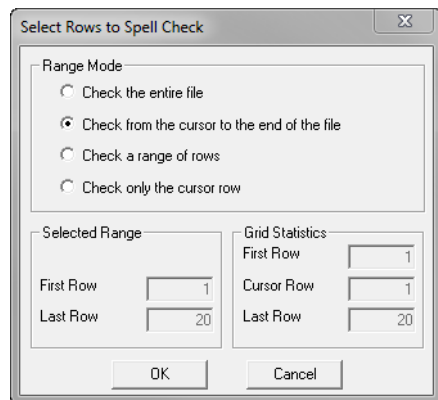 Select Rows to Spell Check
Range Mode
Check the entire file
Check from the cursor to the end of the file
Check a range of rows
Check only the cursor row
Selected Range
First Row 1
Last Row 20
Grid Statistics
First Row 1
Cursor Row 1
Last Row 20
OK
Cancel